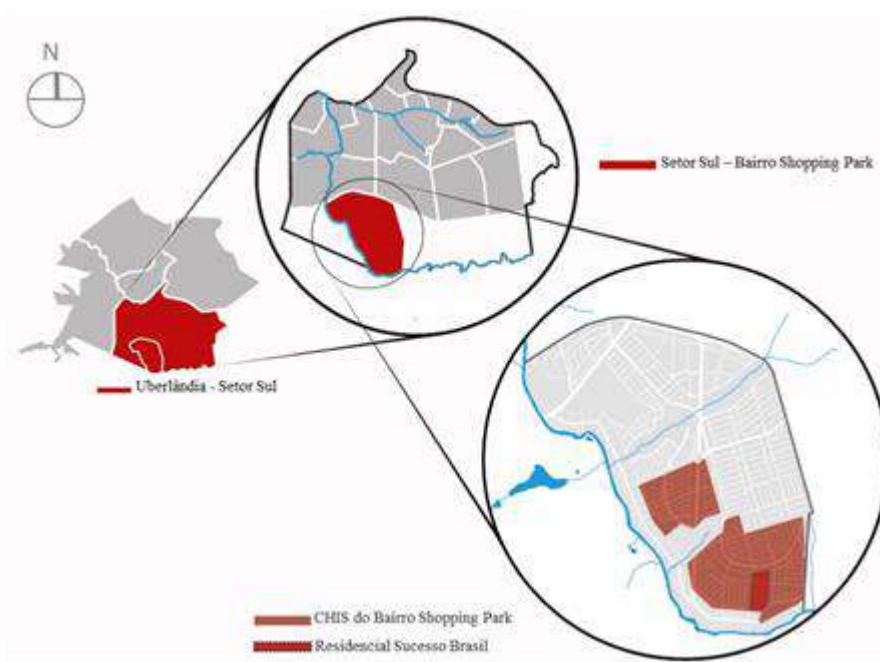 N
Setor Sul – Bairro Shopping Park
Uberlândia - Setor Sul
CHIS do Bairro Shopping Park
Residencial Sucesso Brasil